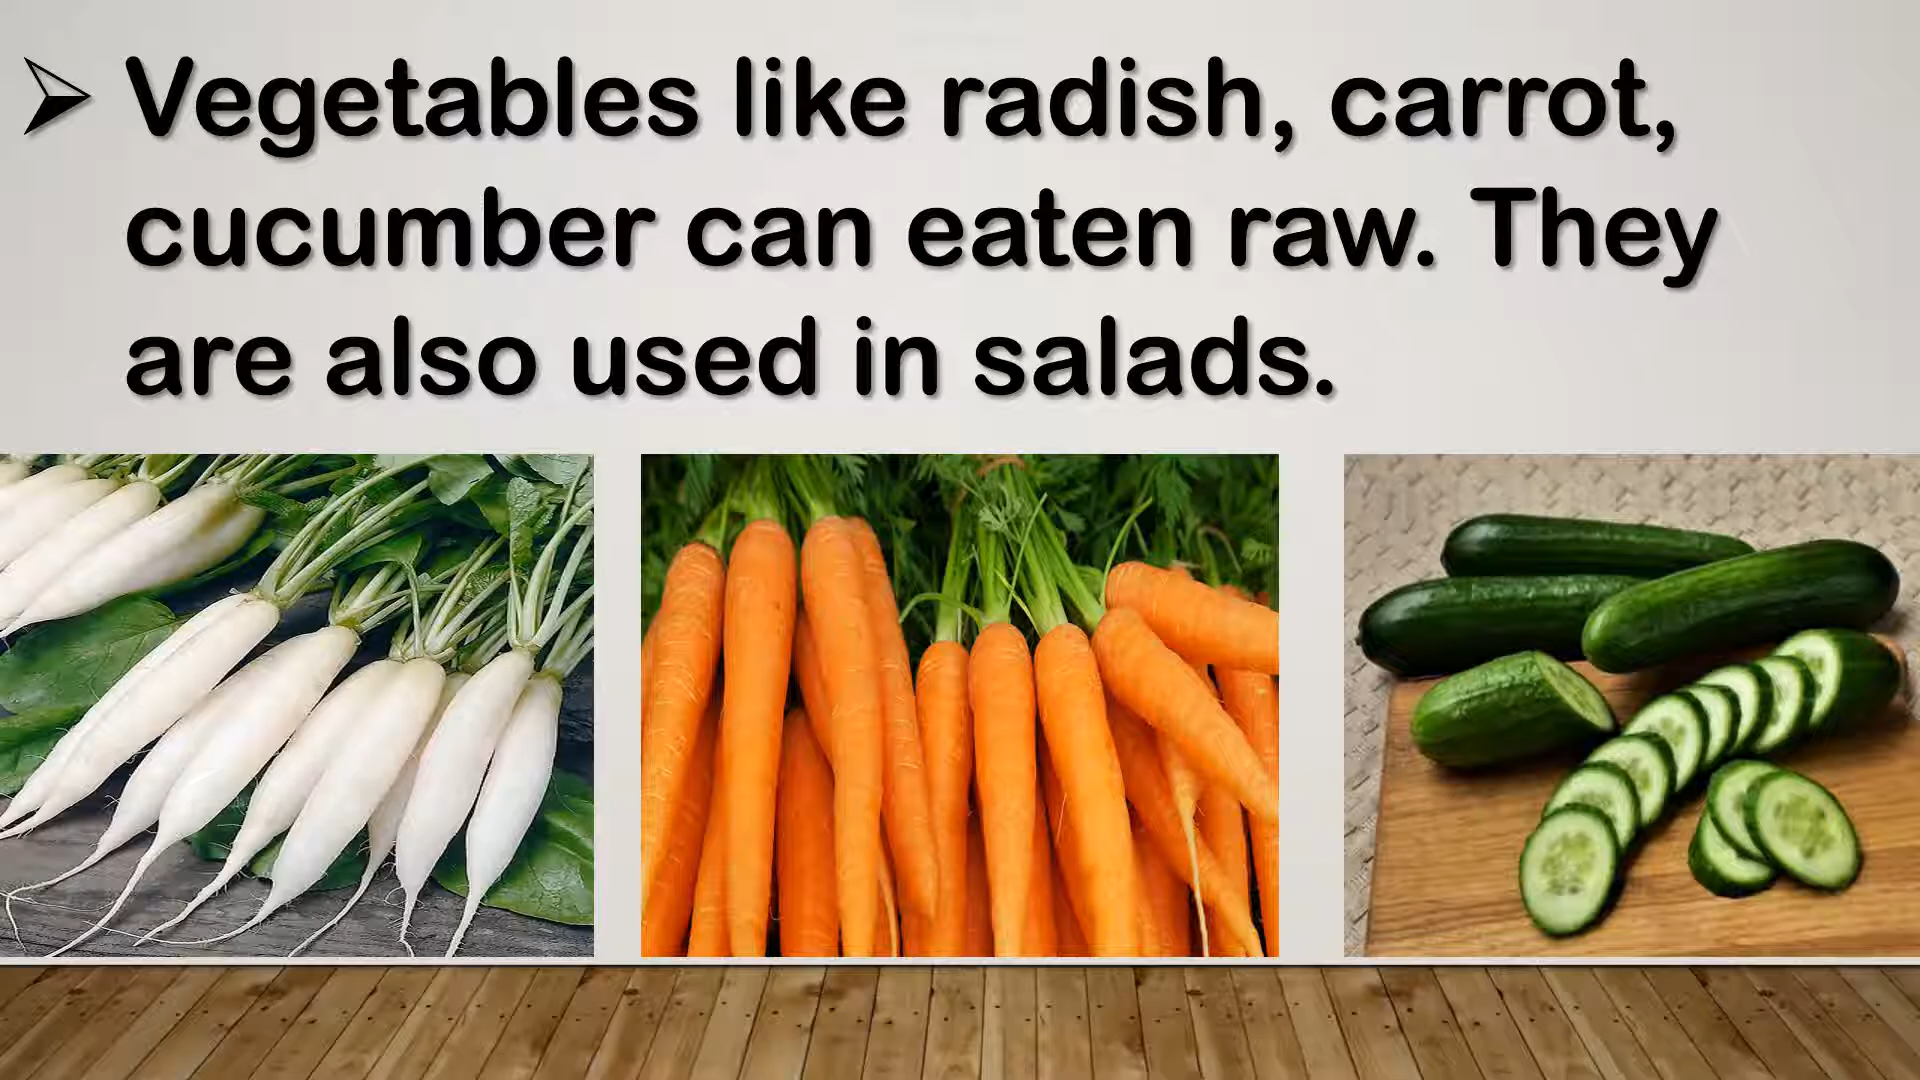 ➢ Vegetables like radish, carrot,
cucumber can eaten raw. They
are also used in salads.